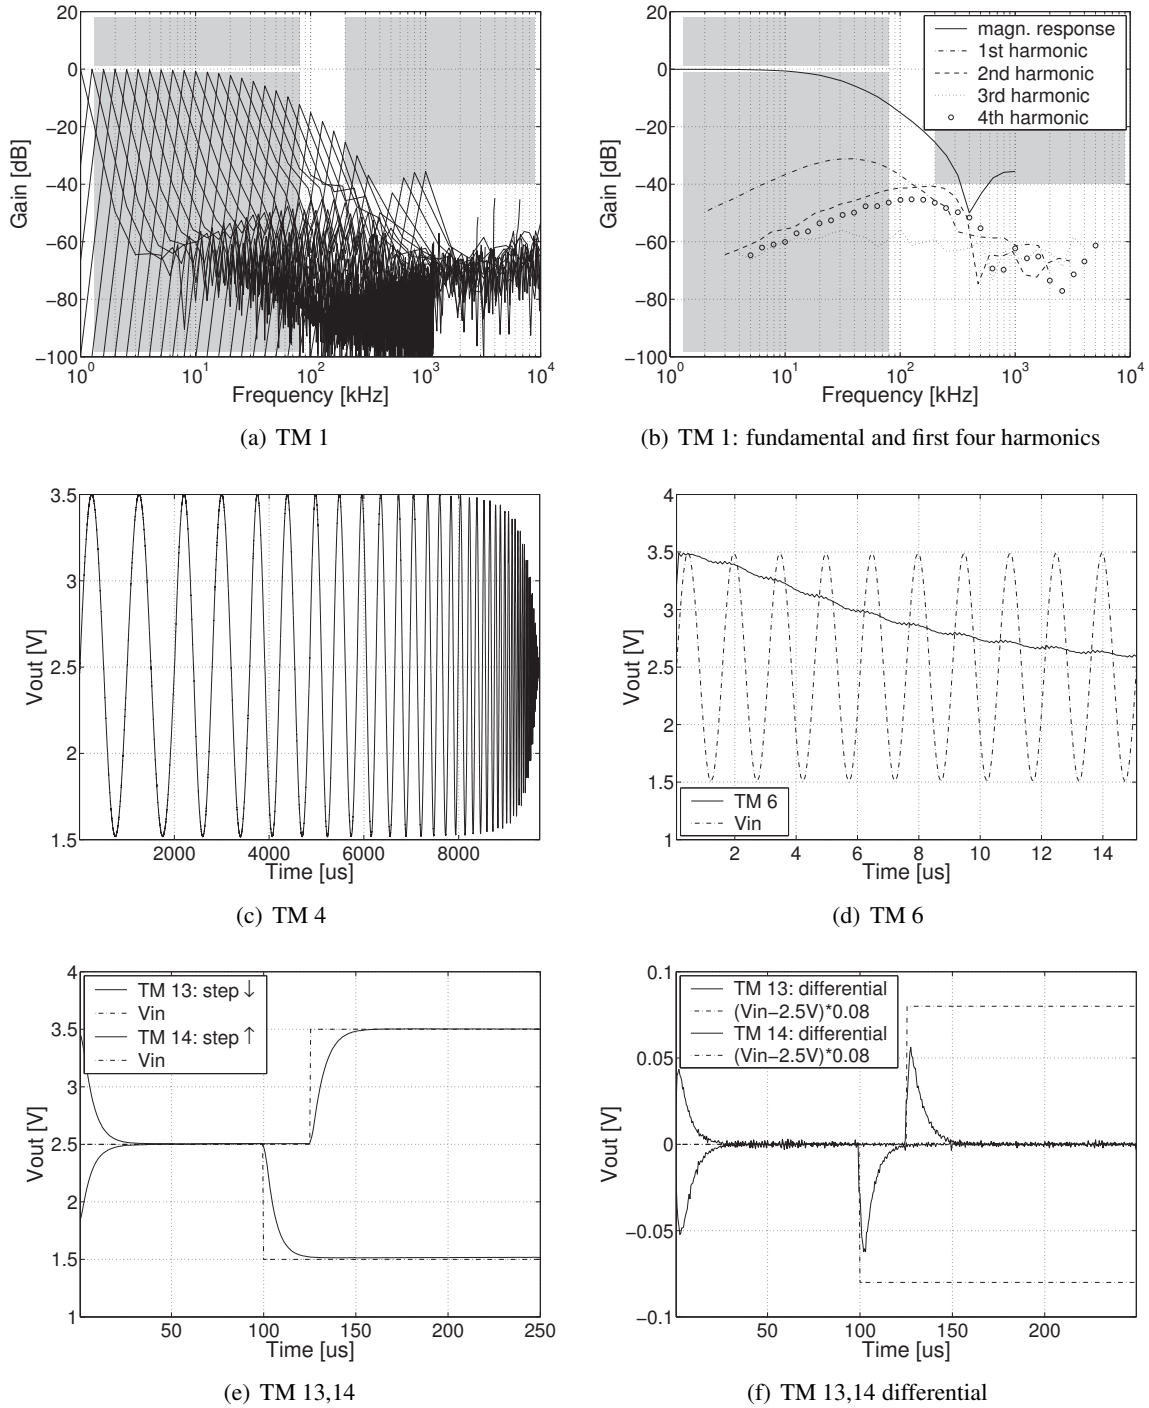 20
0
−20
−40
−60
−80
−100
Gain [dB]
10^0
10^1
10^2
10^3
10^4
Frequency [kHz]
(a) TM 1
20
0
−20
−40
−60
−80
−100
Gain [dB]
magn. response
1st harmonic
2nd harmonic
3rd harmonic
4th harmonic
10^0
10^1
10^2
10^3
10^4
Frequency [kHz]
(b) TM 1: fundamental and first four harmonics
3.5
3
2.5
2
1.5
Vout [V]
2000
4000
6000
8000
Time [us]
(c) TM 4
4
3.5
3
2.5
2
1.5
1
Vout [V]
TM 6
Vin
2
4
6
8
10
12
14
Time [us]
(d) TM 6
4
3.5
3
2.5
2
1.5
1
Vout [V]
TM 13: step ↓
Vin
TM 14: step ↑
Vin
50
100
150
200
250
Time [us]
(e) TM 13,14
0.1
0.05
0
−0.05
−0.1
Vout [V]
TM 13: differential
(Vin−2.5V)*0.08
TM 14: differential
(Vin−2.5V)*0.08
50
100
150
200
Time [us]
(f) TM 13,14 differential